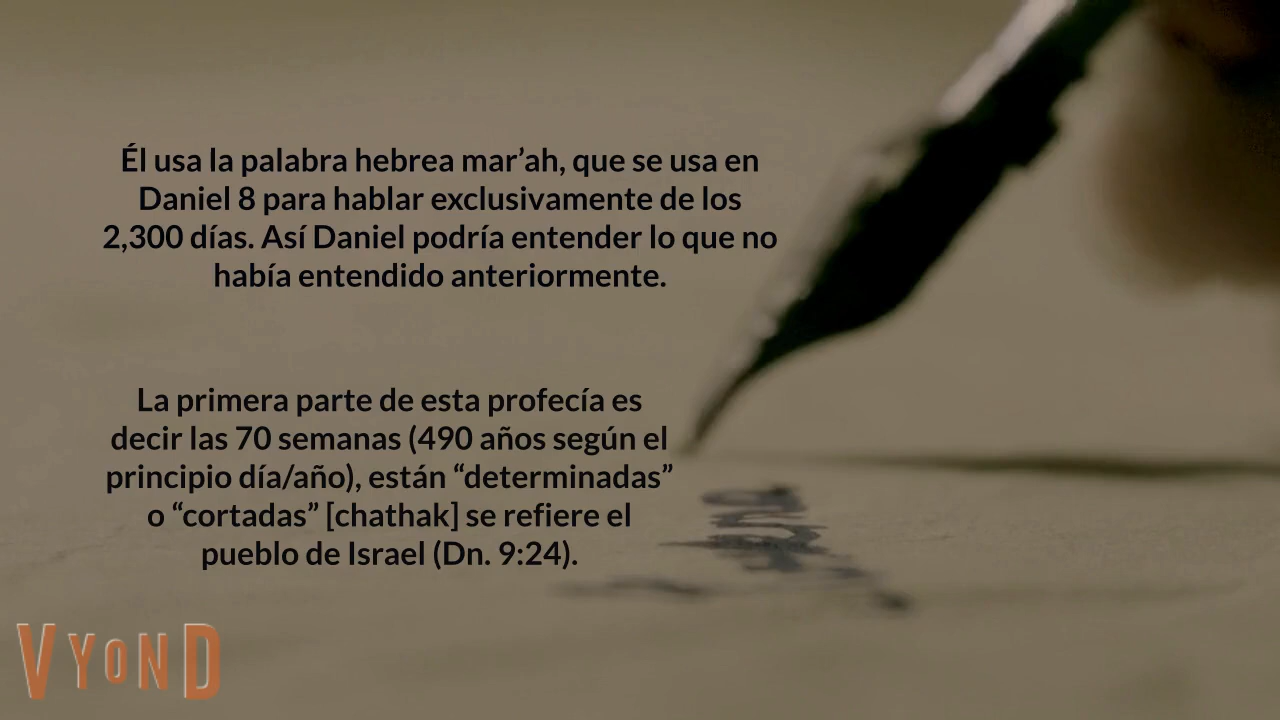 Él usa la palabra hebrea mar’ah, que se usa en
Daniel 8 para hablar exclusivamente de los
2,300 días. Así Daniel podría entender lo que no
había entendido anteriormente.
La primera parte de esta profecía es
decir las 70 semanas (490 años según el
principio día/año), están “determinadas”
o “cortadas” [chathak] se refiere el
pueblo de Israel (Dn. 9:24).
VYOND